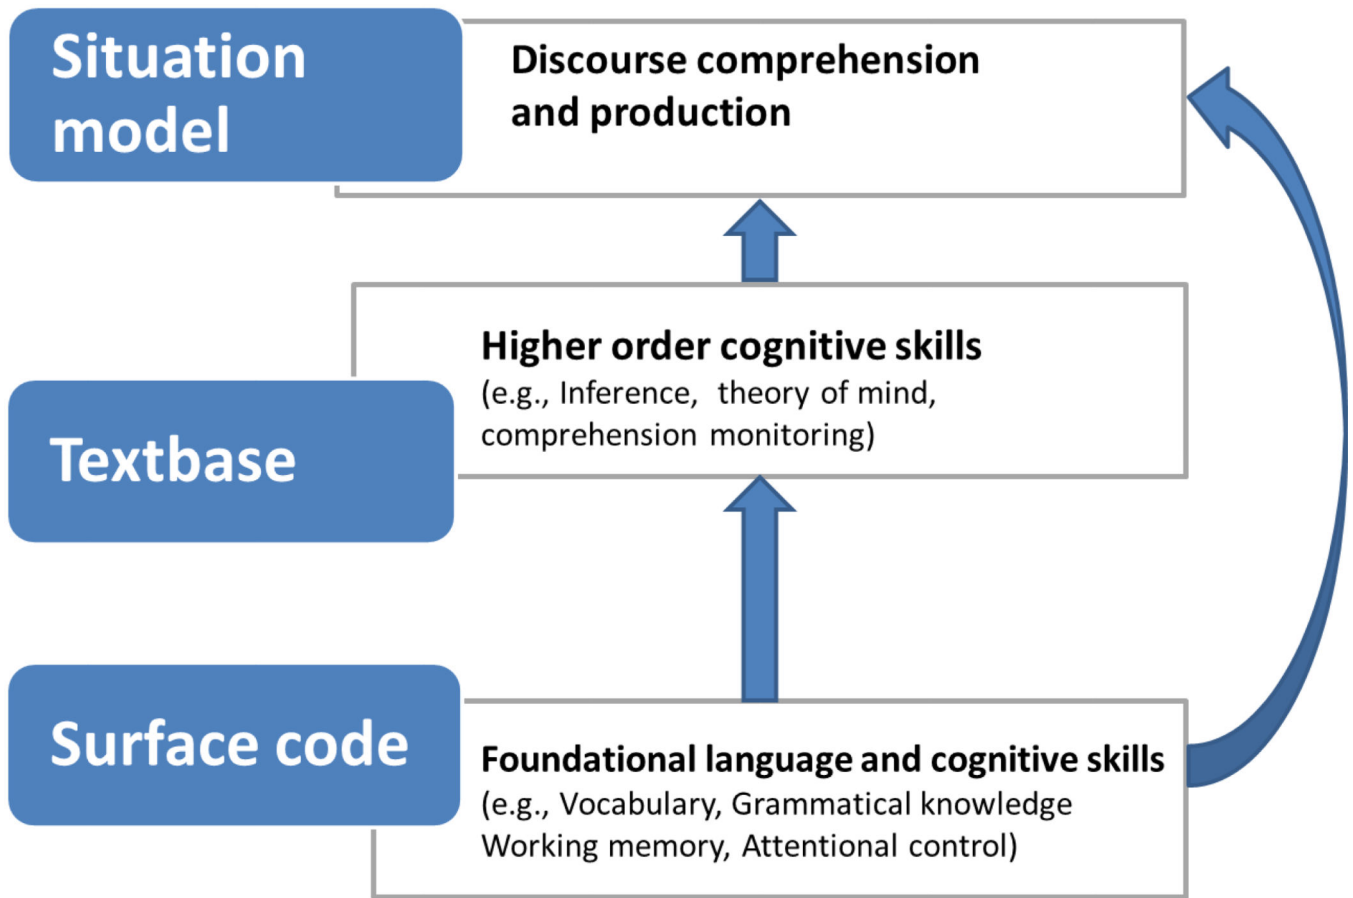 Situation
model
Discourse comprehension
and production
Higher order cognitive skills
(e.g., Inference, theory of mind,
comprehension monitoring)
Textbase
Surface code
Foundational language and cognitive skills
(e.g., Vocabulary, Grammatical knowledge
Working memory, Attentional control)